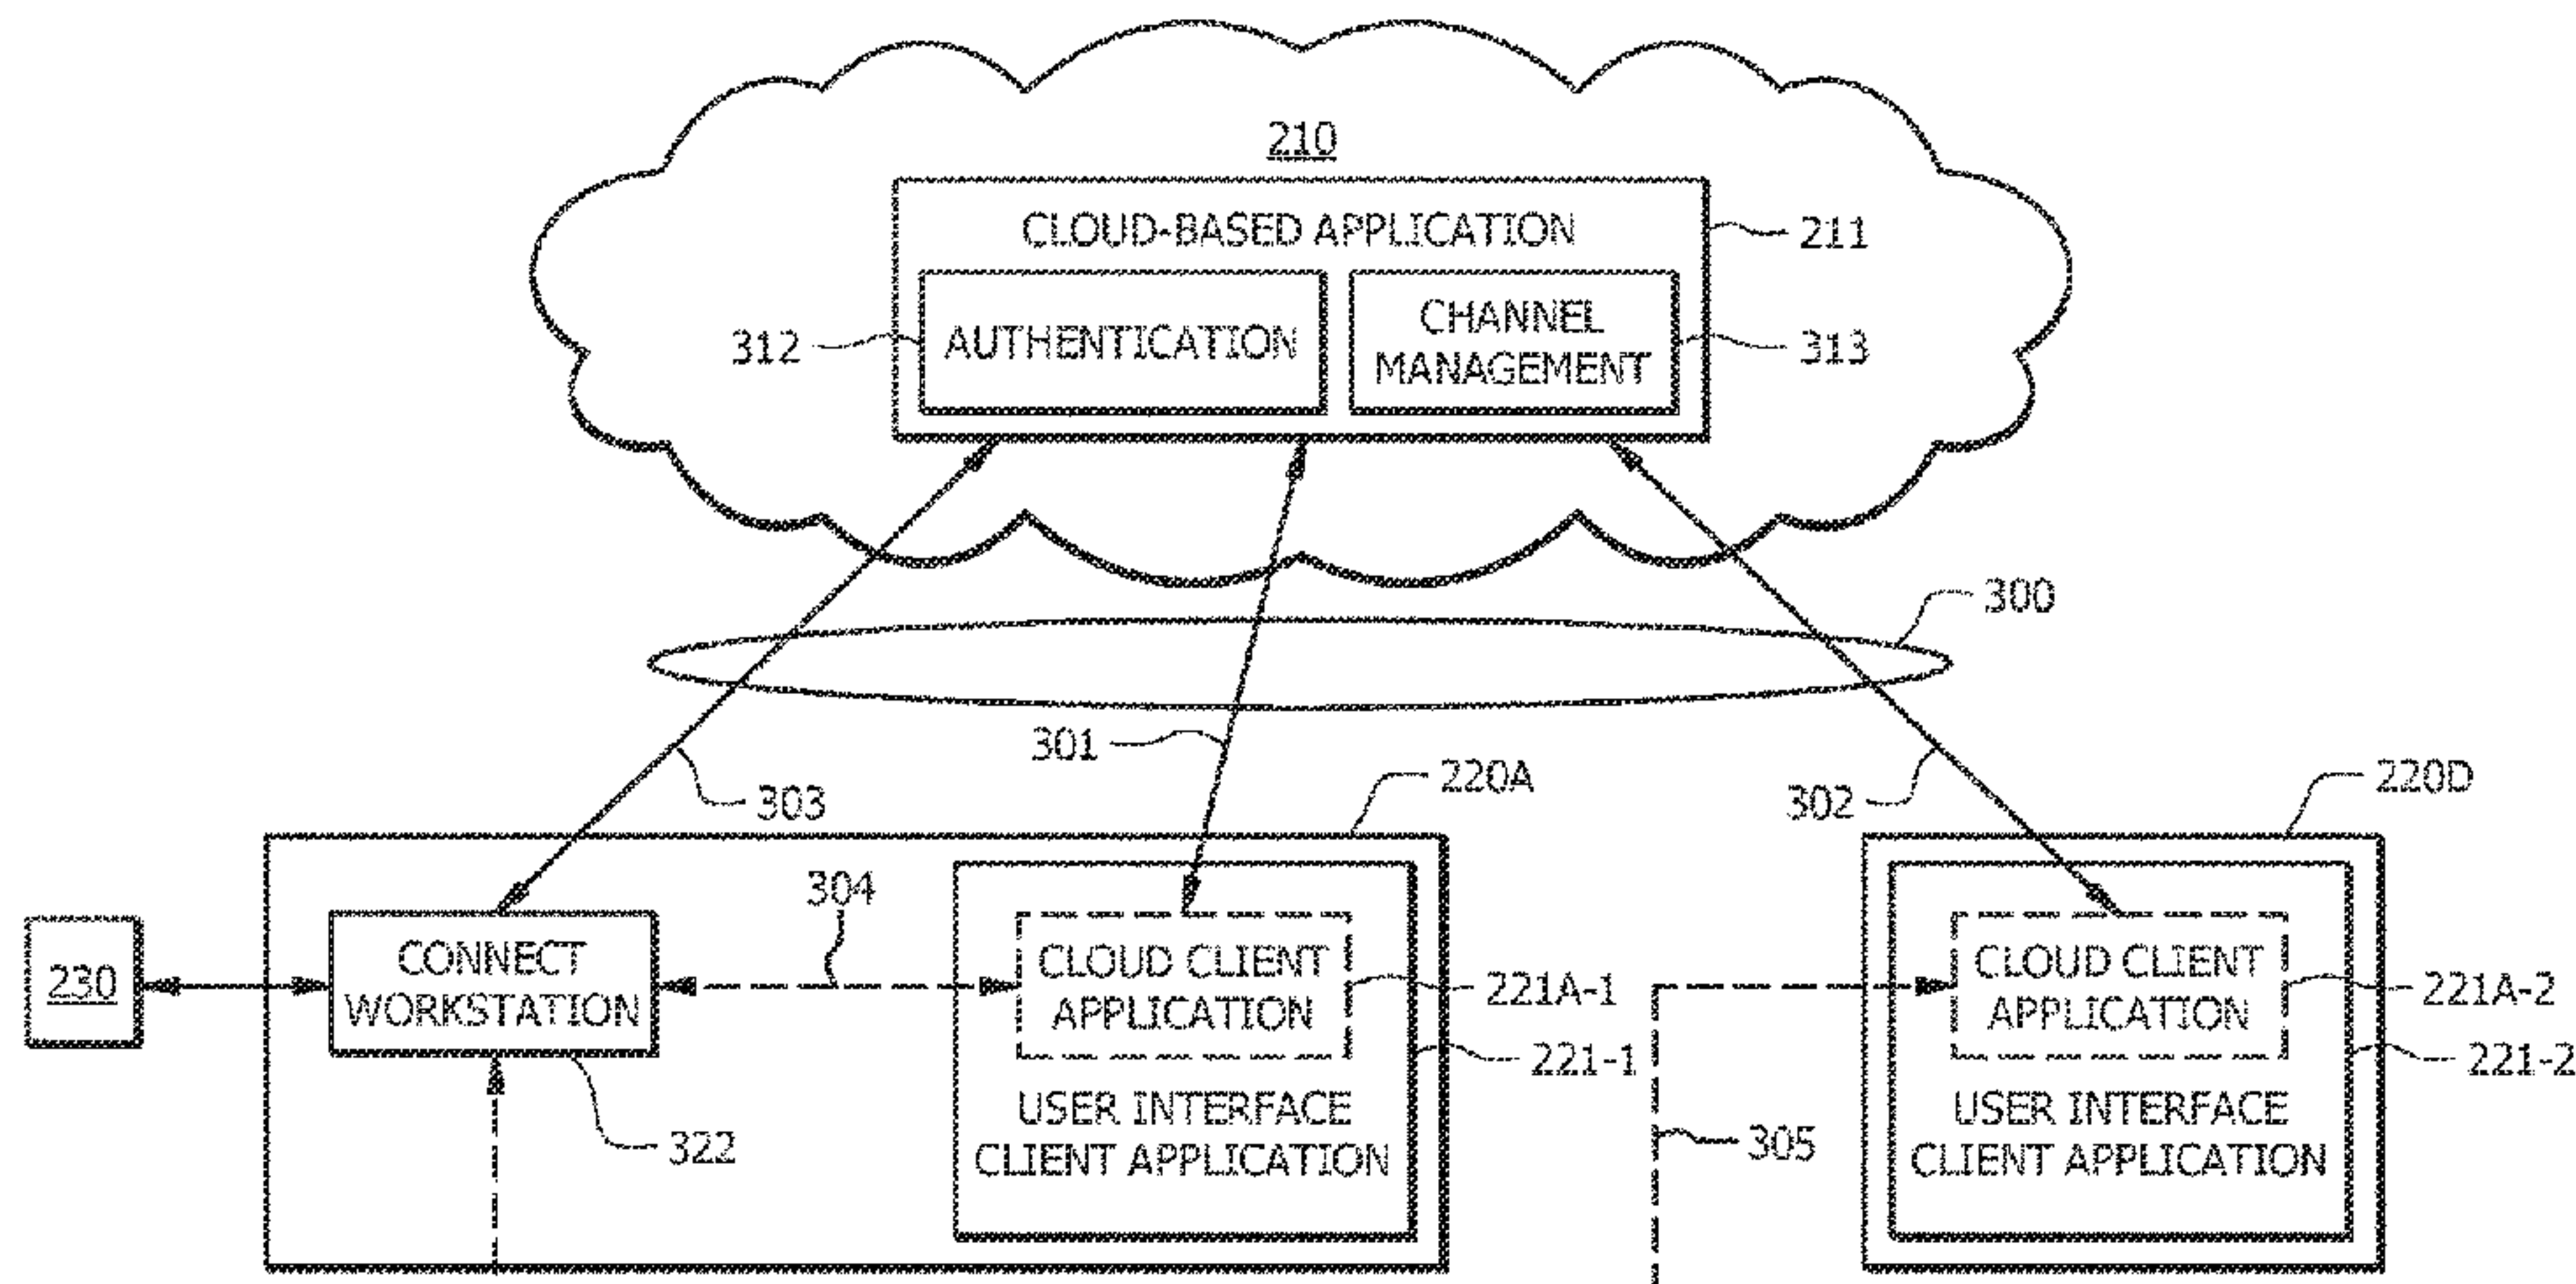 210
CLOUD-BASED APPLICATION
211
312
AUTHENTICATION
CHANNEL
MANAGEMENT
313
300
301
303
220A
302
220D
304
230
CONNECT
WORKSTATION
322
CLOUD CLIENT
APPLICATION
221A-1
221-1
USER INTERFACE
CLIENT APPLICATION
305
CLOUD CLIENT
APPLICATION
221A-2
221-2
USER INTERFACE
CLIENT APPLICATION